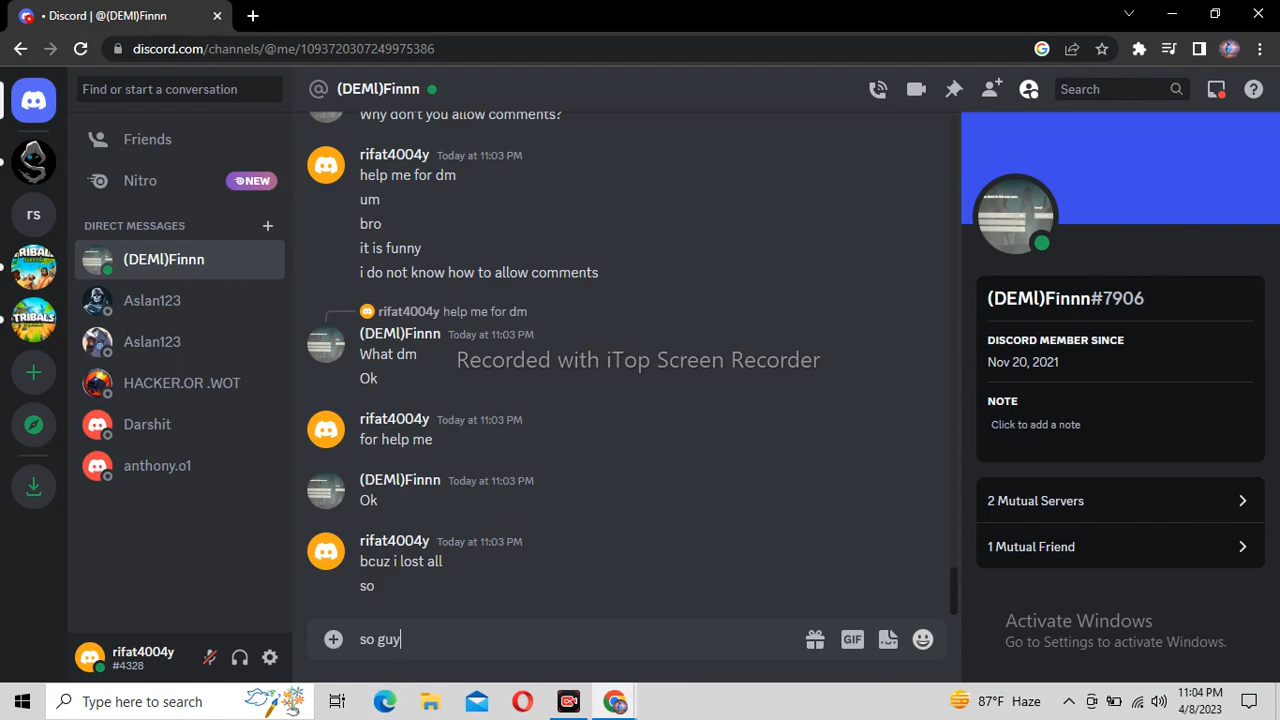 Discord | @(DEMl)Finnn
discord.com/channels/@me/1093720307249975386
Find or start a conversation
Friends
Nitro
NEW
DIRECT MESSAGES
(DEMl)Finnn
Aslan123
Aslan123
HACKER.OR .WOT
Darshit
anthony.o1
rs
TRIBALS
TRIBALS
rifat4004y
#4328
(DEMl)Finnn
Search
Why don't you allow comments?
rifat4004y Today at 11:03 PM
help me for dm
um
bro
it is funny
i do not know how to allow comments
rifat4004y help me for dm
(DEMl)Finnn Today at 11:03 PM
What dm
Ok
Recorded with iTop Screen Recorder
rifat4004y Today at 11:03 PM
for help me
(DEMl)Finnn Today at 11:03 PM
Ok
rifat4004y Today at 11:03 PM
bcuz i lost all
so
so guy
GIF
(DEMl)Finnn#7906
DISCORD MEMBER SINCE
Nov 20, 2021
NOTE
Click to add a note
2 Mutual Servers
1 Mutual Friend
Activate Windows
Go to Settings to activate Windows.
Type here to search
87°F Haze
11:04 PM
4/8/2023